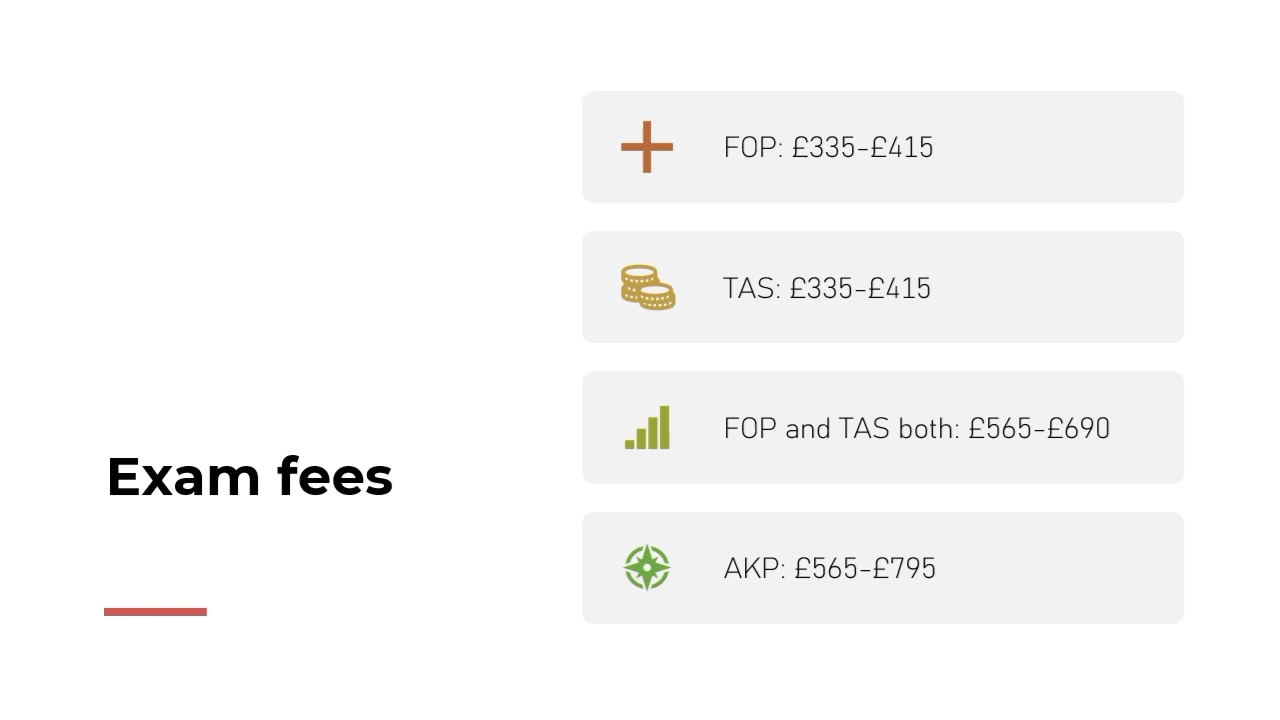 Exam fees
FOP: £335-£415
TAS: £335-£415
FOP and TAS both: £565-£690
AKP: £565-£795